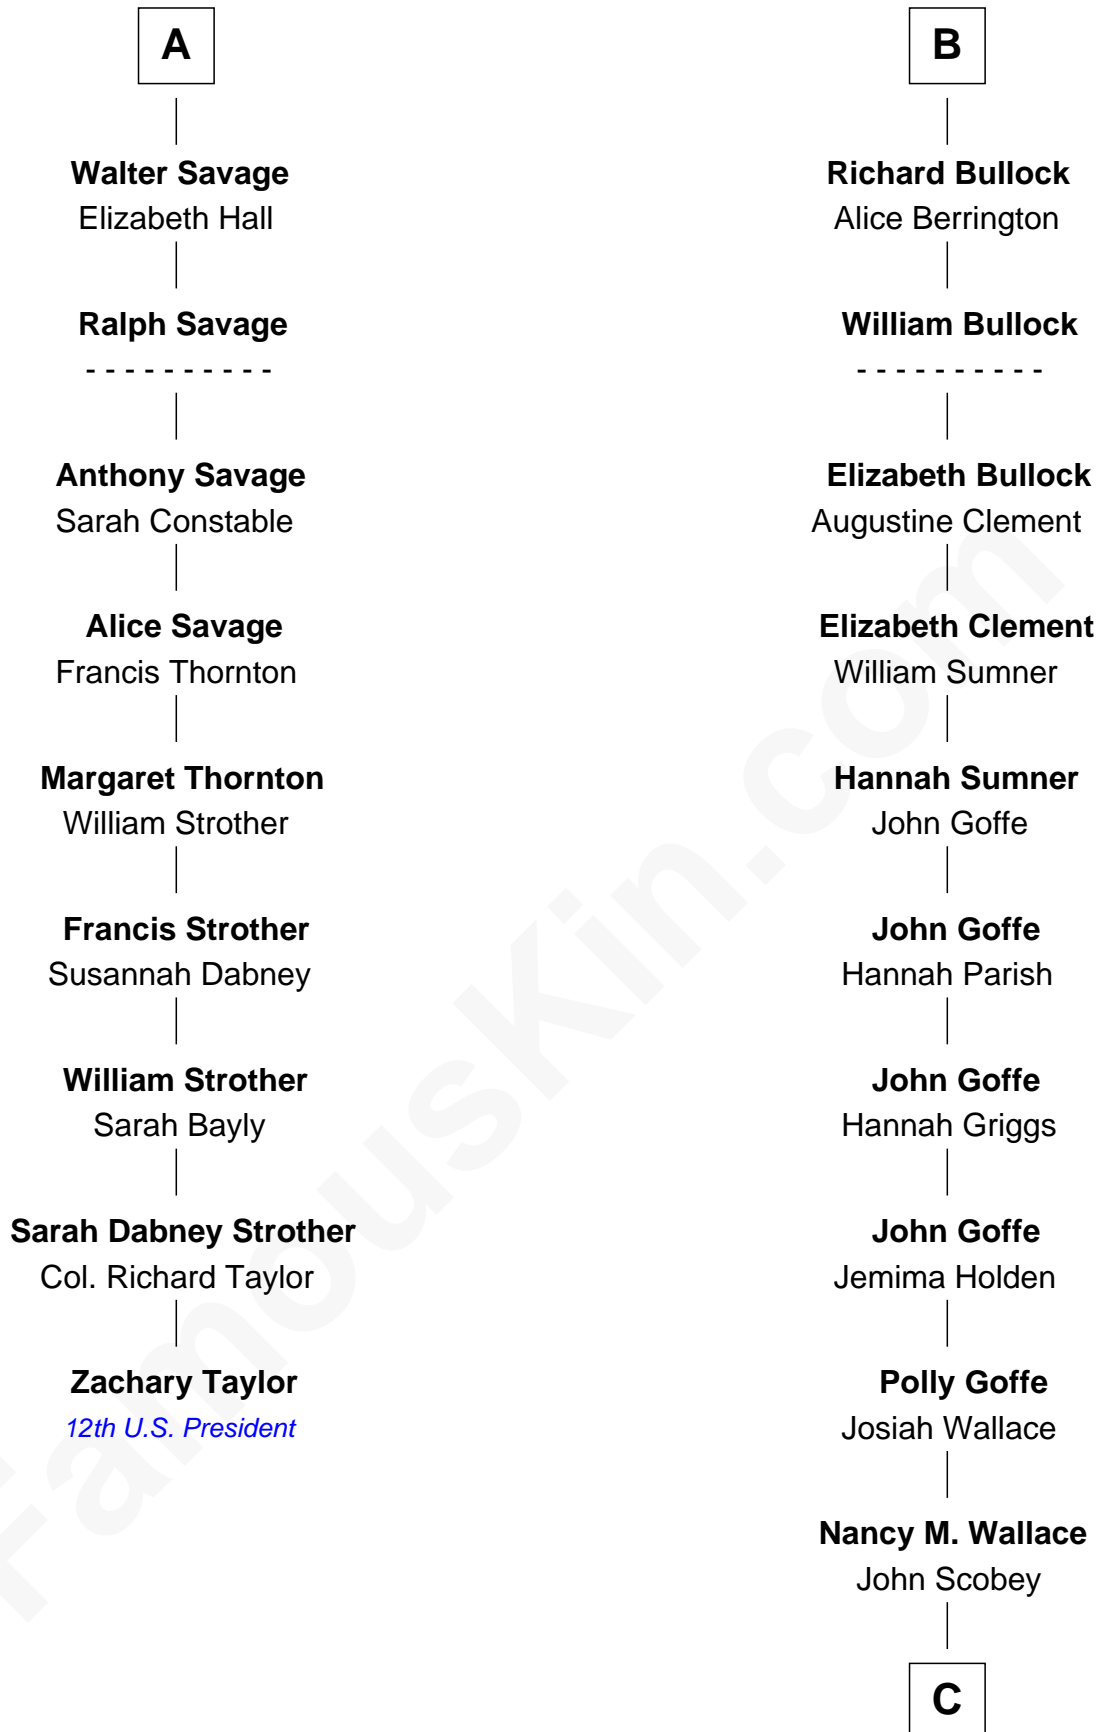 A
Walter Savage
Elizabeth Hall
Ralph Savage
- - - - - - - - - -
Anthony Savage
Sarah Constable
Alice Savage
Francis Thornton
Margaret Thornton
William Strother
Francis Strother
Susannah Dabney
William Strother
Sarah Bayly
Sarah Dabney Strother
Col. Richard Taylor
Zachary Taylor
12th U.S. President
B
Richard Bullock
Alice Berrington
William Bullock
- - - - - - - - - -
Elizabeth Bullock
Augustine Clement
Elizabeth Clement
William Sumner
Hannah Sumner
John Goffe
John Goffe
Hannah Parish
John Goffe
Hannah Griggs
John Goffe
Jemima Holden
Polly Goffe
Josiah Wallace
Nancy M. Wallace
John Scobey
C
FamousKin.com